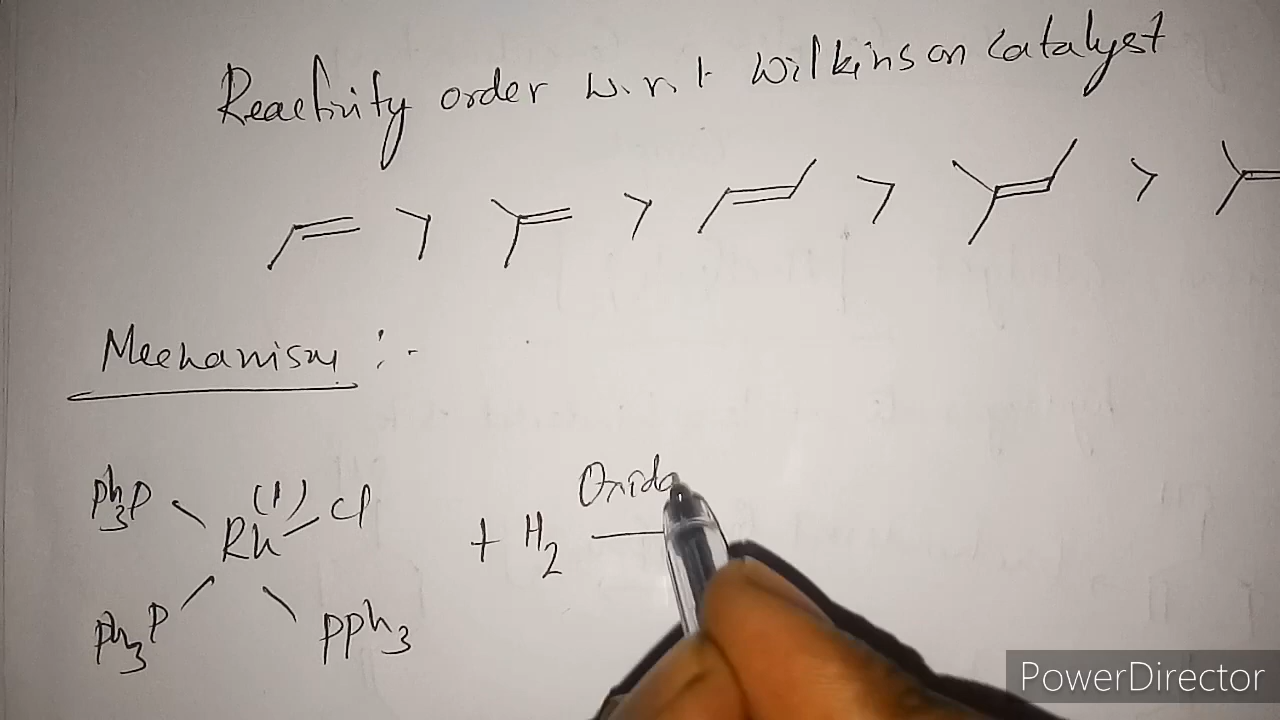 Reactivity order w.r.t Wilkinson catalyst
> > > >
Mechanism :-
Ph3P (I) Cl
Rh + H2 Oxida
Ph3P PPh3
PowerDirector